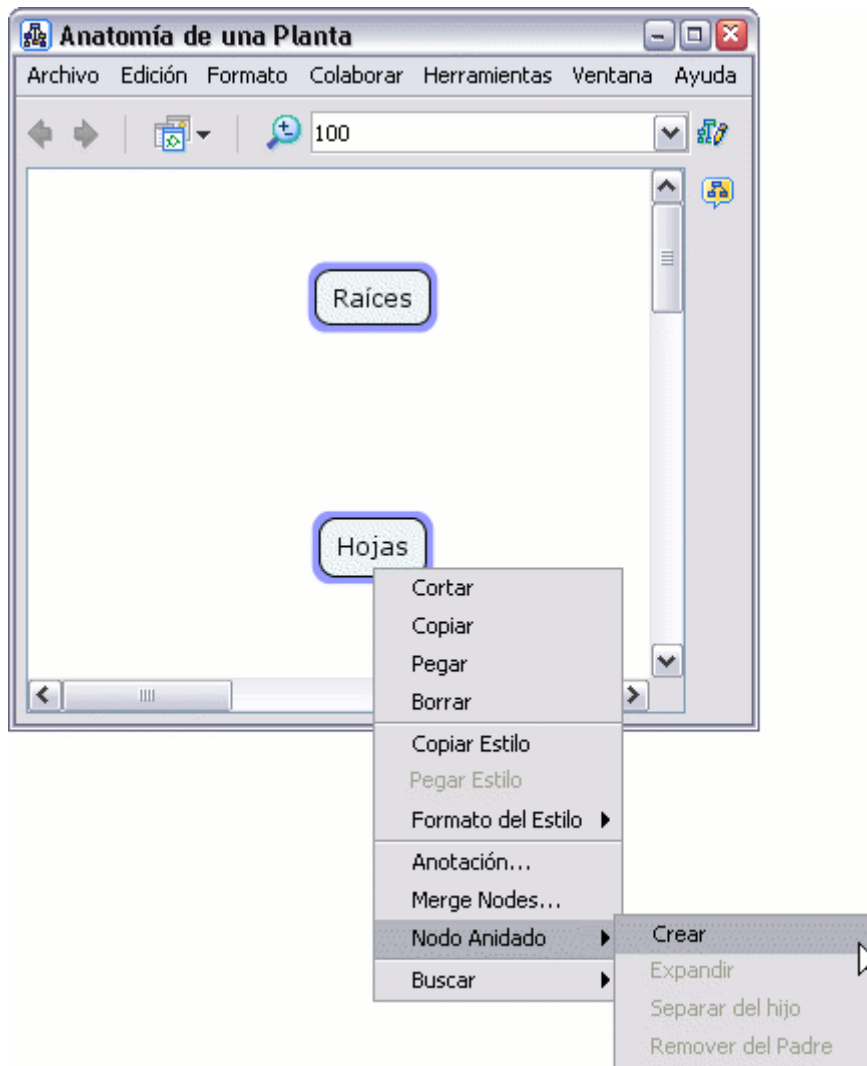 Anatomía de una Planta
Archivo Edición Formato Colaborar Herramientas Ventana Ayuda
100
Raíces
Hojas
Cortar
Copiar
Pegar
Borrar
Copiar Estilo
Pegar Estilo
Formato del Estilo
Anotación...
Merge Nodes...
Nodo Anidado
Buscar
Crear
Expandir
Separar del hijo
Remover del Padre